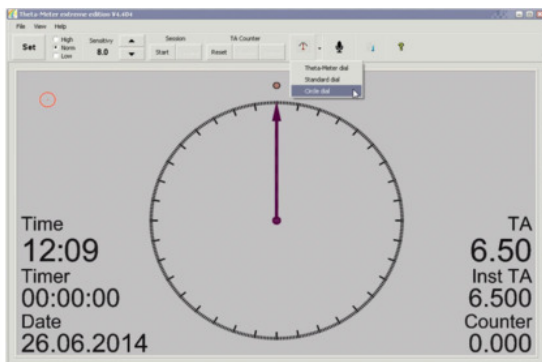 Theta-Meter extreme edition V4.404
File View Help
Set
High
Norm
Low
Sensitivy
8.0
Session
Start
TA Counter
Reset
Theta-Meter dial
Standard dial
Circle dial
Time
12:09
Timer
00:00:00
Date
26.06.2014
TA
6.50
Inst TA
6.500
Counter
0.000